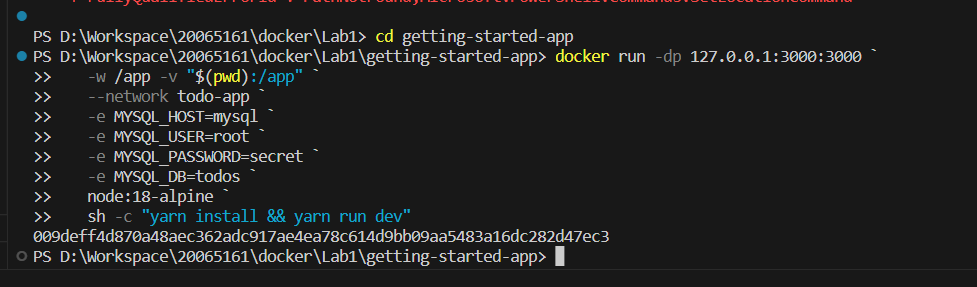 PS D:\Workspace\20065161\docker\Lab1> cd getting-started-app
PS D:\Workspace\20065161\docker\Lab1\getting-started-app> docker run -dp 127.0.0.1:3000:3000 `
>>    -w /app -v "$(pwd):/app" `
>>    --network todo-app `
>>    -e MYSQL_HOST=mysql `
>>    -e MYSQL_USER=root `
>>    -e MYSQL_PASSWORD=secret `
>>    -e MYSQL_DB=todos `
>>    node:18-alpine `
>>    sh -c "yarn install && yarn run dev"
009deff4d870a48aec362adc917ae4ea78c614d9bb09aa5483a16dc282d47ec3
PS D:\Workspace\20065161\docker\Lab1\getting-started-app>